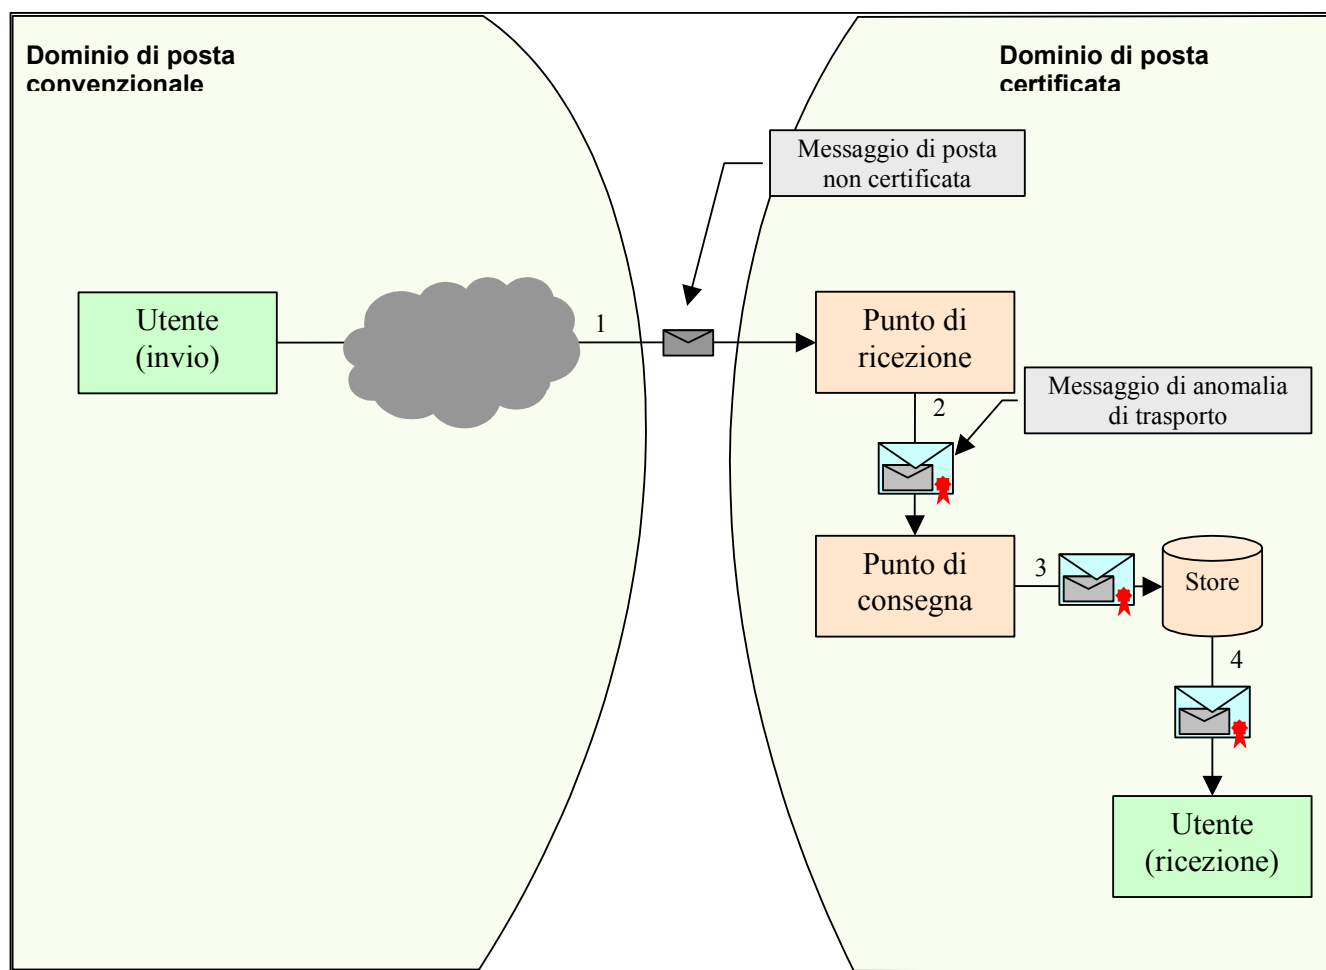 Dominio di posta
convenzionale
Dominio di posta
certificata
Messaggio di posta
non certificata
Utente
(invio)
1
Punto di
ricezione
2
Messaggio di anomalia
di trasporto
Punto di
consegna
3
Store
4
Utente
(ricezione)